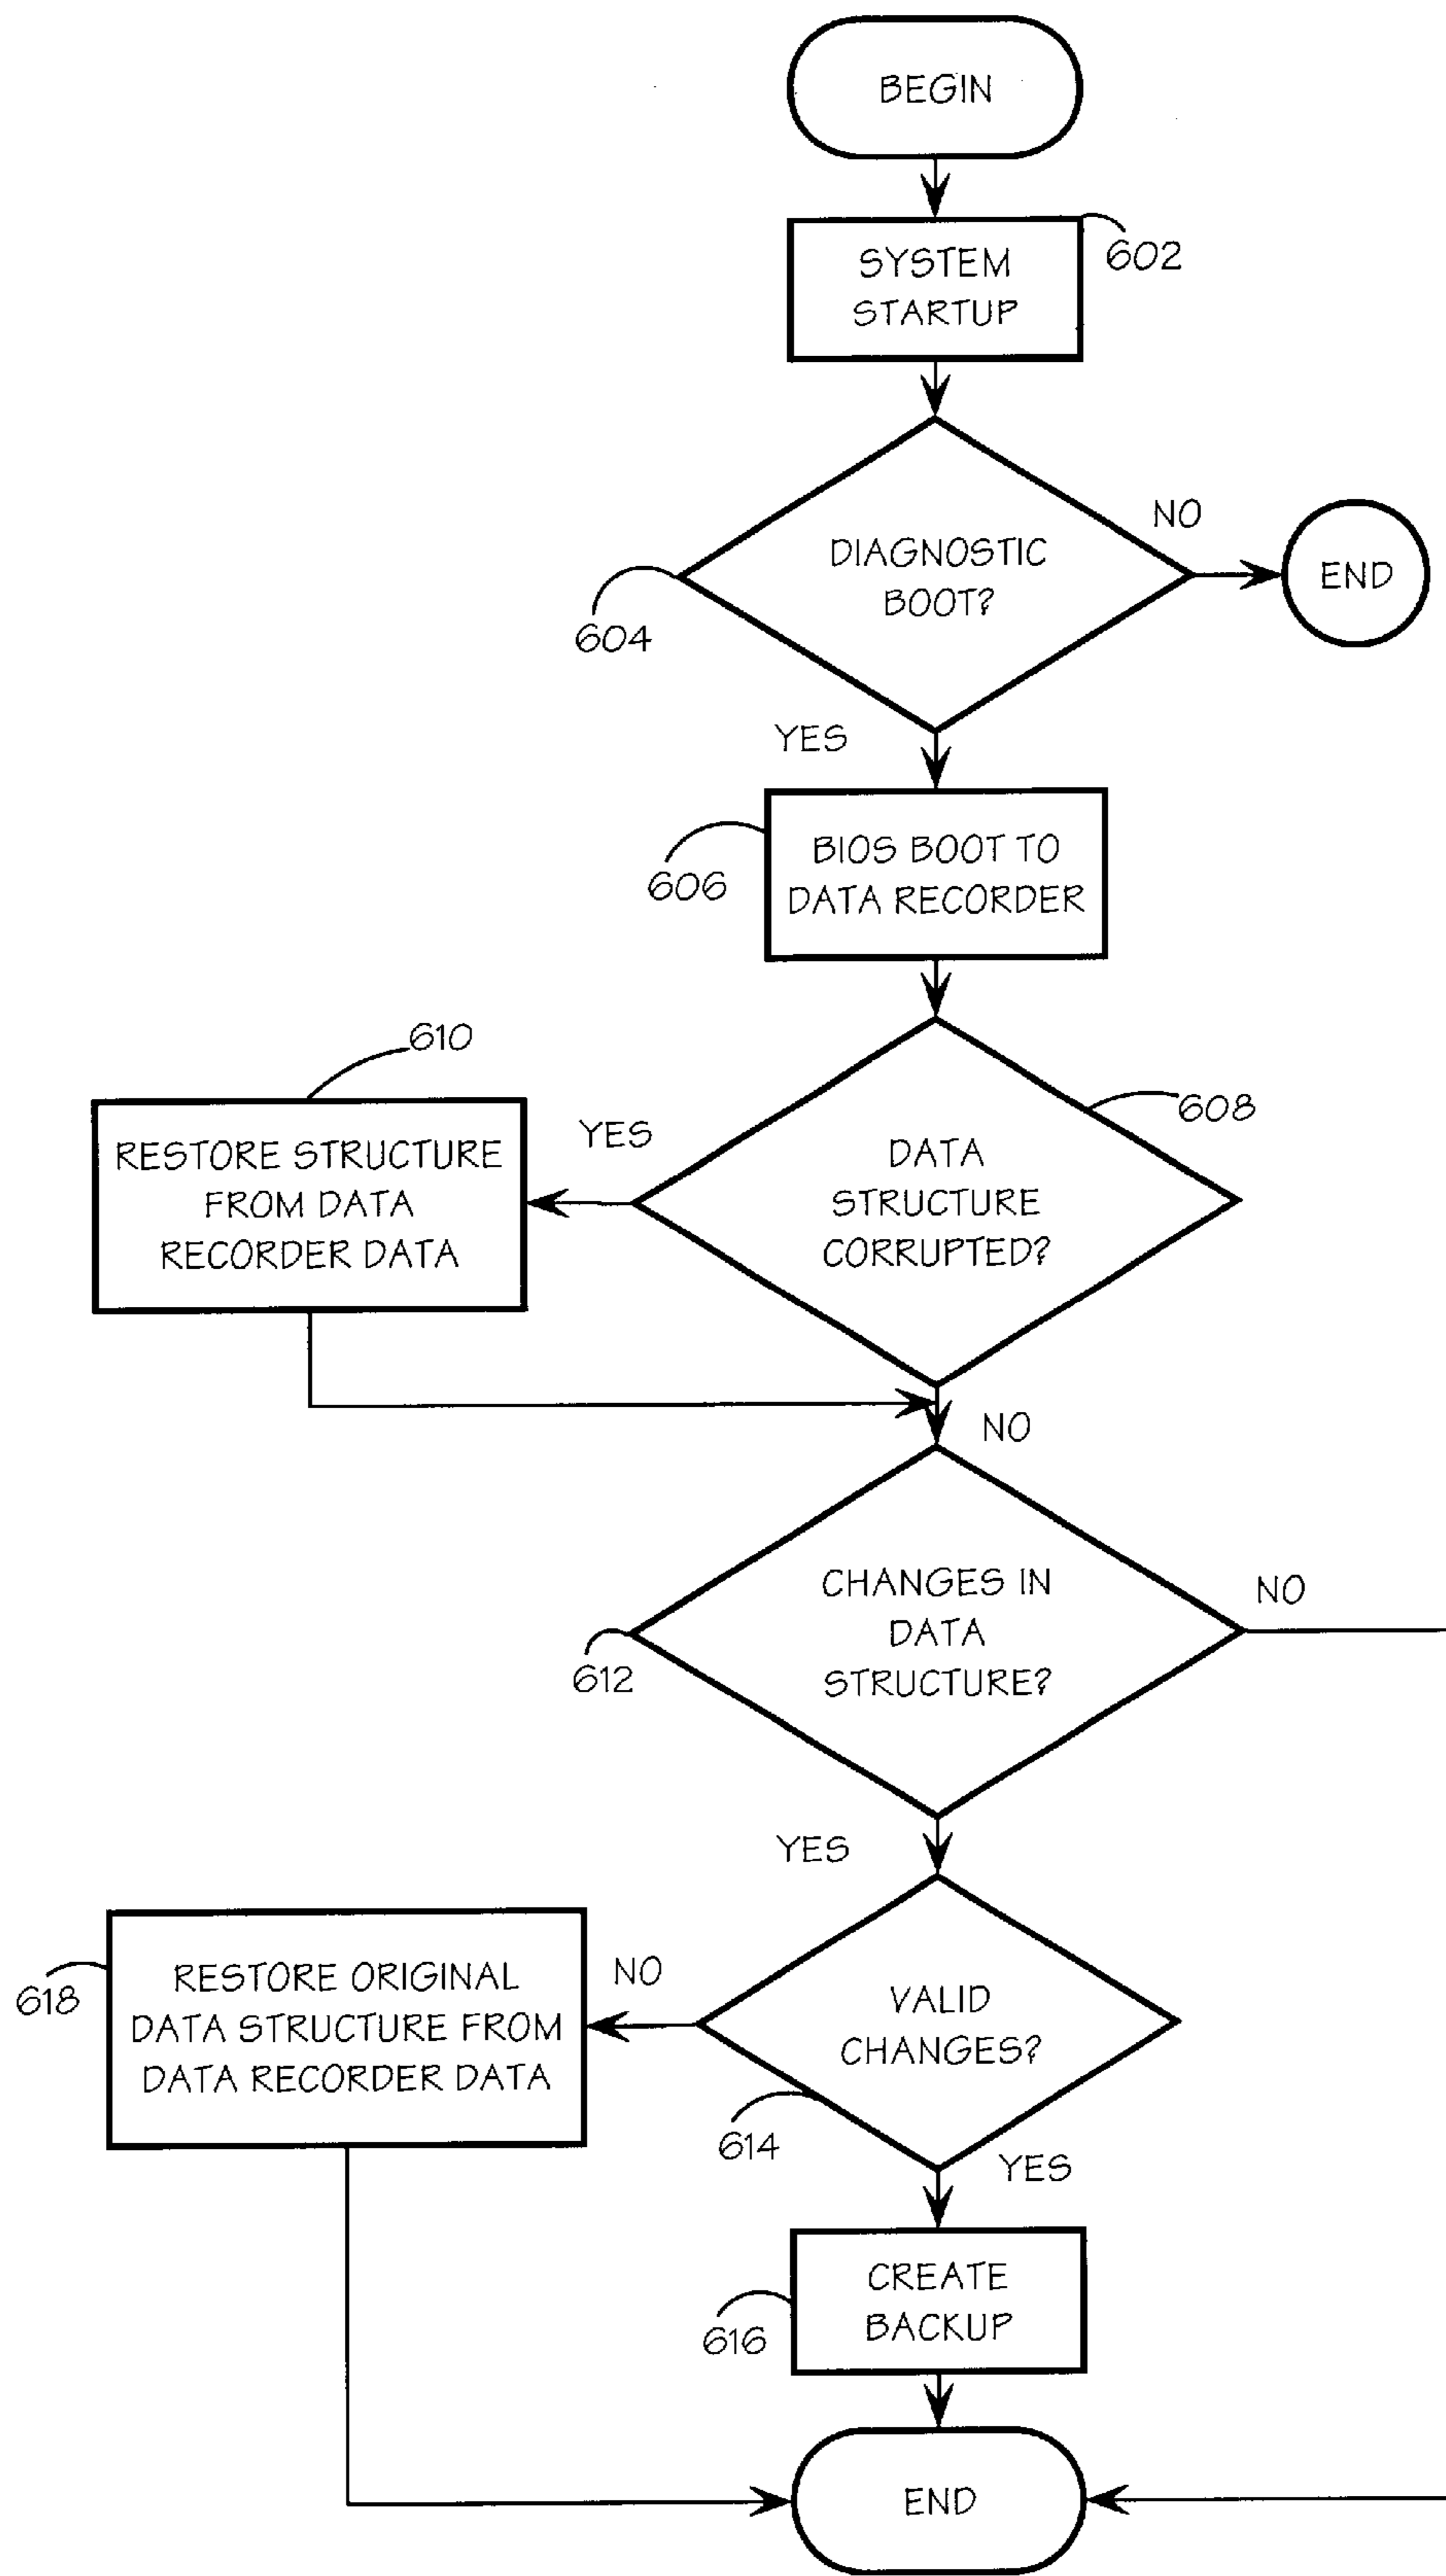 BEGIN
SYSTEM
STARTUP
602
DIAGNOSTIC
BOOT?
604
NO
END
YES
BIOS BOOT TO
DATA RECORDER
606
610
RESTORE STRUCTURE
FROM DATA
RECORDER DATA
YES
DATA
STRUCTURE
CORRUPTED?
608
NO
CHANGES IN
DATA
STRUCTURE?
612
NO
YES
618
RESTORE ORIGINAL
DATA STRUCTURE FROM
DATA RECORDER DATA
NO
VALID
CHANGES?
614
YES
CREATE
BACKUP
616
END